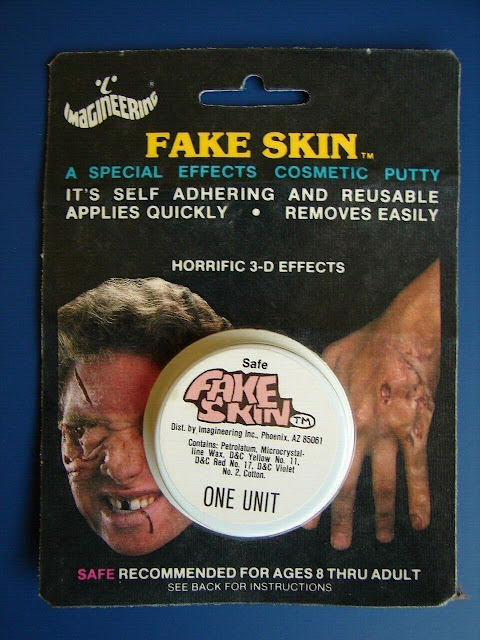 IMAGINEERING®
FAKE SKIN™
A SPECIAL EFFECTS COSMETIC PUTTY
IT'S SELF ADHERING AND REUSABLE
APPLIES QUICKLY • REMOVES EASILY
HORRIFIC 3-D EFFECTS
Safe
FAKE
SKIN™
Dist. by Imagineering Inc., Phoenix, AZ 85061
Contains: Petrolatum, Microcrystal-
line Wax, D&C Yellow No. 11,
D&C Red No. 17, D&C Violet
No. 2, Cotton.
ONE UNIT
SAFE RECOMMENDED FOR AGES 8 THRU ADULT
SEE BACK FOR INSTRUCTIONS